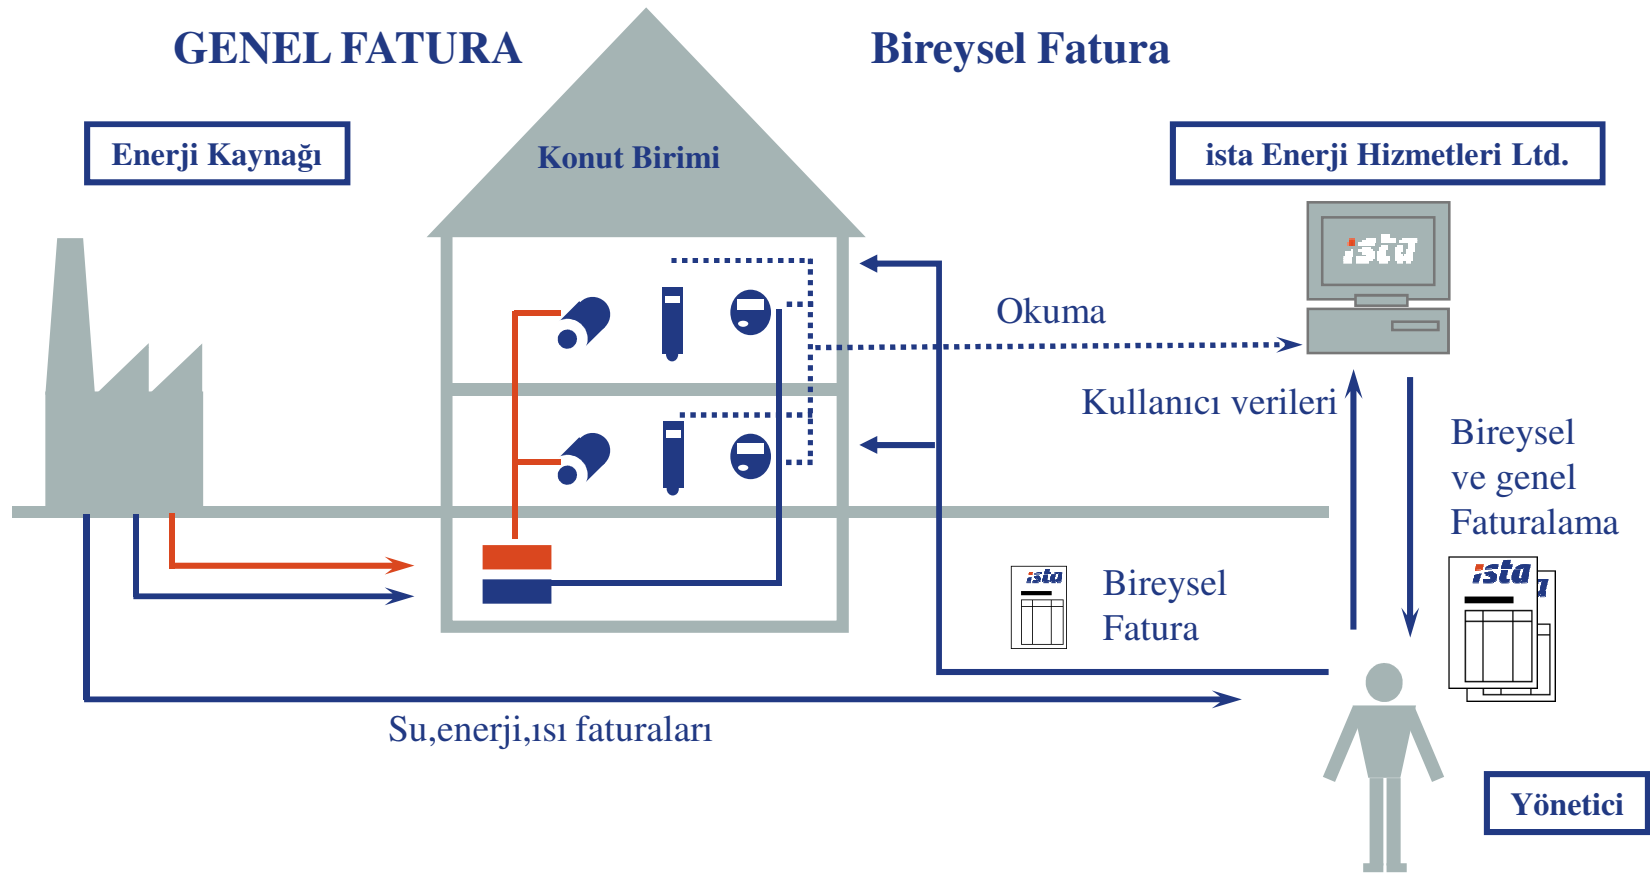 GENEL FATURA
Bireysel Fatura
Enerji Kaynağı
Konut Birimi
ista Enerji Hizmetleri Ltd.
ista
Okuma
Kullanıcı verileri
Bireysel
ve genel
Faturalama
ista
Bireysel
Fatura
ista
Su,enerji,ısı faturaları
Yönetici